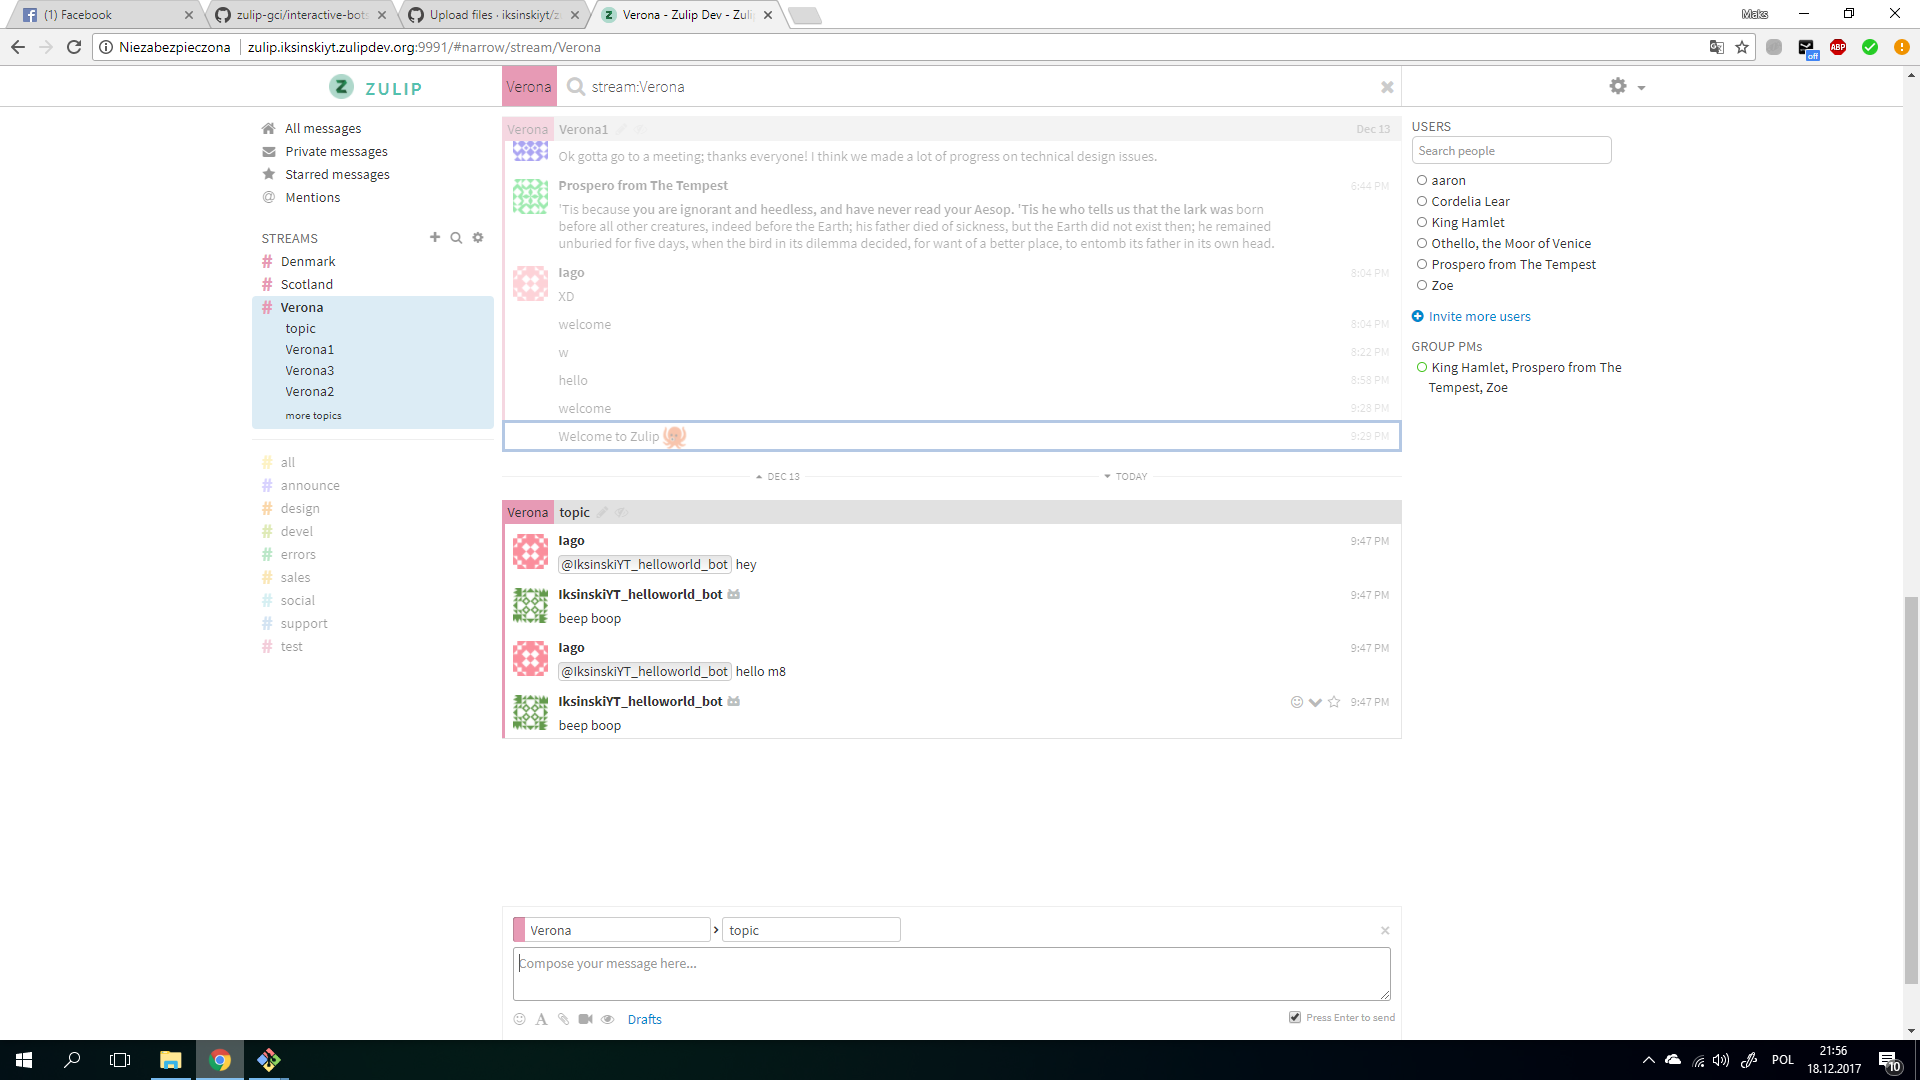 (1) Facebook
zulip-gci/interactive-bots
Upload files · iksinskiyt/z
Verona - Zulip Dev - Zuli
Maks
Niezabezpieczona
zulip.iksinskiyt.zulipdev.org:9991/#narrow/stream/Verona
ABP
off
ZULIP
Verona
stream:Verona
All messages
Private messages
Starred messages
@ Mentions
STREAMS
# Denmark
# Scotland
# Verona
topic
Verona1
Verona3
Verona2
more topics
# all
# announce
# design
# devel
# errors
# sales
# social
# support
# test
Verona Verona1 Dec 13
Ok gotta go to a meeting; thanks everyone! I think we made a lot of progress on technical design issues.
Prospero from The Tempest 6:44 PM
'Tis because you are ignorant and heedless, and have never read your Aesop. 'Tis he who tells us that the lark was born
before all other creatures, indeed before the Earth; his father died of sickness, but the Earth did not exist then; he remained
unburied for five days, when the bird in its dilemma decided, for want of a better place, to entomb its father in its own head.
Iago 8:04 PM
XD
welcome 8:04 PM
w 8:22 PM
hello 8:58 PM
welcome 9:28 PM
Welcome to Zulip 9:29 PM
DEC 13 TODAY
Verona topic
Iago 9:47 PM
@IksinskiYT_helloworld_bot hey
IksinskiYT_helloworld_bot 9:47 PM
beep boop
Iago 9:47 PM
@IksinskiYT_helloworld_bot hello m8
IksinskiYT_helloworld_bot 9:47 PM
beep boop
Verona › topic
Compose your message here...
Drafts
Press Enter to send
USERS
Search people
aaron
Cordelia Lear
King Hamlet
Othello, the Moor of Venice
Prospero from The Tempest
Zoe
Invite more users
GROUP PMs
King Hamlet, Prospero from The
Tempest, Zoe
POL
21:56
18.12.2017
10